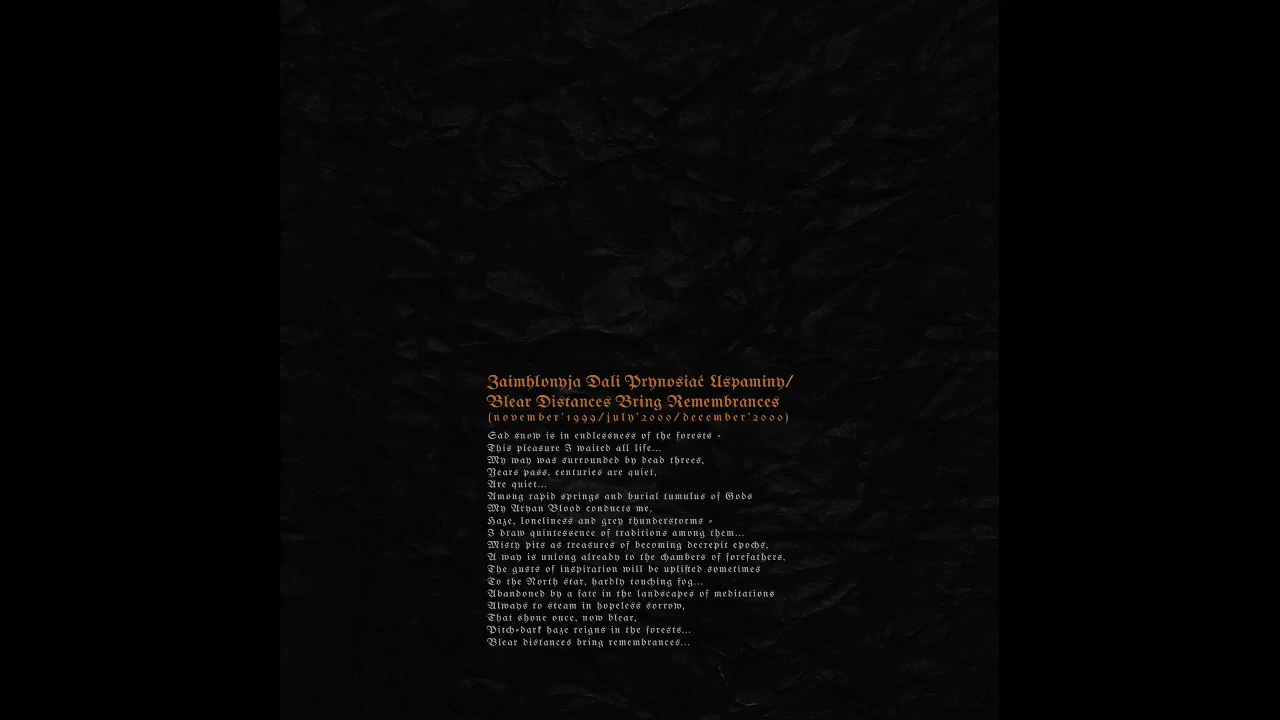 Zaimhlonyja Dali Prynosiać Uspaminy/
Blear Distances Bring Remembrances
(november'1999/july'2000/december'2000)
Sad snow is in endlessness of the forests -
This pleasure I waited all life...
My way was surrounded by dead threes,
Years pass, centuries are quiet,
Are quiet...
Among rapid springs and burial tumulus of Gods
My Aryan Blood conducts me,
Haze, loneliness and grey thunderstorms -
I draw quintessence of traditions among them...
Misty pits as treasures of becoming decrepit epochs,
A way is unlong already to the chambers of forefathers,
The gusts of inspiration will be uplifted sometimes
To the North star, hardly touching fog...
Abandoned by a fate in the landscapes of meditations
Always to steam in hopeless sorrow,
That shone once, now blear,
Pitch-dark haze reigns in the forests...
Blear distances bring remembrances...